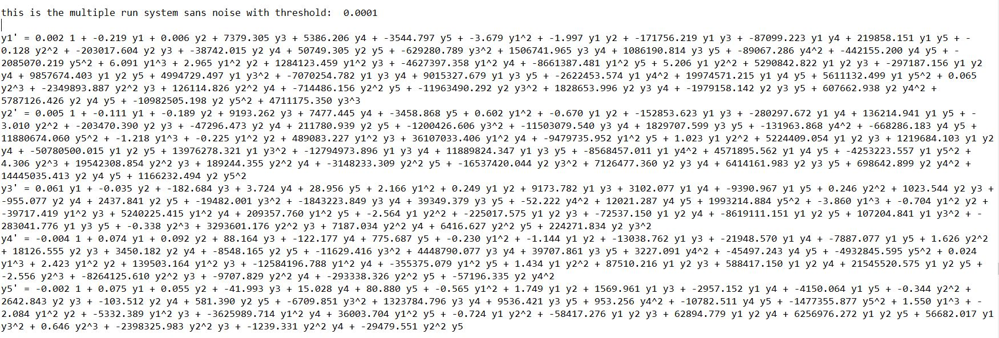 this is the multiple run system sans noise with threshold:  0.0001
y1' = 0.002 1 + -0.219 y1 + 0.006 y2 + 7379.305 y3 + 5386.206 y4 + -3544.797 y5 + -3.679 y1^2 + -1.997 y1 y2 + -171756.219 y1 y3 + -87099.223 y1 y4 + 219858.151 y1 y5 + -
0.128 y2^2 + -203017.604 y2 y3 + -38742.015 y2 y4 + 50749.305 y2 y5 + -629280.789 y3^2 + 1506741.965 y3 y4 + 1086190.814 y3 y5 + -89067.286 y4^2 + -442155.200 y4 y5 + -
2085070.219 y5^2 + 6.091 y1^3 + 2.965 y1^2 y2 + 1284123.459 y1^2 y3 + -4627397.358 y1^2 y4 + -8661387.481 y1^2 y5 + 5.206 y1 y2^2 + 5290842.822 y1 y2 y3 + -297187.156 y1 y2
y4 + 9857674.403 y1 y2 y5 + 4994729.497 y1 y3^2 + -7070254.782 y1 y3 y4 + 9015327.679 y1 y3 y5 + -2622453.574 y1 y4^2 + 19974571.215 y1 y4 y5 + 5611132.499 y1 y5^2 + 0.065
y2^3 + -2349893.887 y2^2 y3 + 126114.826 y2^2 y4 + -714486.156 y2^2 y5 + -11963490.292 y2 y3^2 + 1828653.996 y2 y3 y4 + -1979158.142 y2 y3 y5 + 607662.938 y2 y4^2 +
5787126.426 y2 y4 y5 + -10982505.198 y2 y5^2 + 4711175.350 y3^3
y2' = 0.005 1 + -0.111 y1 + -0.189 y2 + 9193.262 y3 + 7477.445 y4 + -3458.868 y5 + 0.602 y1^2 + -0.670 y1 y2 + -152853.623 y1 y3 + -280297.672 y1 y4 + 136214.941 y1 y5 + -
3.010 y2^2 + -203470.390 y2 y3 + -47296.473 y2 y4 + 211780.939 y2 y5 + -1200426.606 y3^2 + -11503079.540 y3 y4 + 1829707.599 y3 y5 + -131963.868 y4^2 + -668286.183 y4 y5 +
11880674.060 y5^2 + -1.218 y1^3 + -0.225 y1^2 y2 + 489083.227 y1^2 y3 + 36107033.406 y1^2 y4 + -9479735.952 y1^2 y5 + 1.023 y1 y2^2 + 5224409.054 y1 y2 y3 + 1219684.103 y1 y2
y4 + -50780500.015 y1 y2 y5 + 13976278.321 y1 y3^2 + -12794973.896 y1 y3 y4 + 11889824.347 y1 y3 y5 + -8568457.011 y1 y4^2 + 4571895.562 y1 y4 y5 + -4253223.557 y1 y5^2 +
4.306 y2^3 + 19542308.854 y2^2 y3 + 189244.355 y2^2 y4 + -3148233.309 y2^2 y5 + -16537420.044 y2 y3^2 + 7126477.360 y2 y3 y4 + 6414161.983 y2 y3 y5 + 698642.899 y2 y4^2 +
14445035.413 y2 y4 y5 + 1166232.494 y2 y5^2
y3' = 0.061 y1 + -0.035 y2 + -182.684 y3 + 3.724 y4 + 28.956 y5 + 2.166 y1^2 + 0.249 y1 y2 + 9173.782 y1 y3 + 3102.077 y1 y4 + -9390.967 y1 y5 + 0.246 y2^2 + 1023.544 y2 y3 +
-955.077 y2 y4 + 2437.841 y2 y5 + -19482.001 y3^2 + -1843223.849 y3 y4 + 39349.379 y3 y5 + -52.222 y4^2 + 12021.287 y4 y5 + 1993214.884 y5^2 + -3.860 y1^3 + -0.704 y1^2 y2 +
-39717.419 y1^2 y3 + 5240225.415 y1^2 y4 + 209357.760 y1^2 y5 + -2.564 y1 y2^2 + -225017.575 y1 y2 y3 + -72537.150 y1 y2 y4 + -8619111.151 y1 y2 y5 + 107204.841 y1 y3^2 + -
283041.776 y1 y3 y5 + -0.338 y2^3 + 3293601.176 y2^2 y3 + 7187.034 y2^2 y4 + 6416.627 y2^2 y5 + 224271.834 y2 y3^2
y4' = -0.004 1 + 0.074 y1 + 0.092 y2 + 88.164 y3 + -122.177 y4 + 775.687 y5 + -0.230 y1^2 + -1.144 y1 y2 + -13038.762 y1 y3 + -21948.570 y1 y4 + -7887.077 y1 y5 + 1.626 y2^2
+ 18126.555 y2 y3 + 3450.182 y2 y4 + -8548.165 y2 y5 + -11629.416 y3^2 + 4448790.077 y3 y4 + 39707.861 y3 y5 + 3227.091 y4^2 + -45497.243 y4 y5 + -4932845.595 y5^2 + 0.024
y1^3 + 2.423 y1^2 y2 + 139503.164 y1^2 y3 + -12584196.788 y1^2 y4 + -355375.079 y1^2 y5 + 1.434 y1 y2^2 + 87510.216 y1 y2 y3 + 588417.150 y1 y2 y4 + 21545520.575 y1 y2 y5 +
-2.556 y2^3 + -8264125.610 y2^2 y3 + -9707.829 y2^2 y4 + -293338.326 y2^2 y5 + -57196.335 y2 y4^2
y5' = -0.002 1 + 0.075 y1 + 0.055 y2 + -41.993 y3 + 15.028 y4 + 80.880 y5 + -0.565 y1^2 + 1.749 y1 y2 + 1569.961 y1 y3 + -2957.152 y1 y4 + -4150.064 y1 y5 + -0.344 y2^2 +
2642.843 y2 y3 + -103.512 y2 y4 + 581.390 y2 y5 + -6709.851 y3^2 + 1323784.796 y3 y4 + 9536.421 y3 y5 + 953.256 y4^2 + -10782.511 y4 y5 + -1477355.877 y5^2 + 1.550 y1^3 + -
2.084 y1^2 y2 + -5332.389 y1^2 y3 + -3625989.714 y1^2 y4 + 36003.704 y1^2 y5 + -0.724 y1 y2^2 + -58417.276 y1 y2 y3 + 62894.779 y1 y2 y4 + 6256976.272 y1 y2 y5 + 56682.017 y1
y3^2 + 0.646 y2^3 + -2398325.983 y2^2 y3 + -1239.331 y2^2 y4 + -29479.551 y2^2 y5